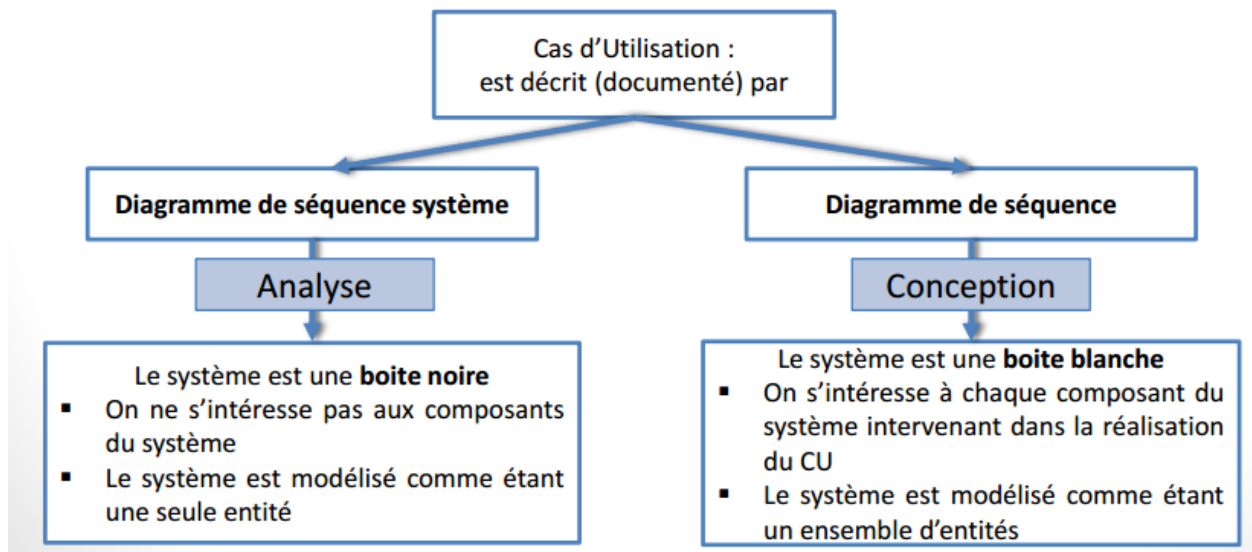 Cas d’Utilisation :
est décrit (documenté) par
Diagramme de séquence système
Analyse
Le système est une boite noire
▪ On ne s’intéresse pas aux composants
du système
▪ Le système est modélisé comme étant
une seule entité
Diagramme de séquence
Conception
Le système est une boite blanche
▪ On s’intéresse à chaque composant du
système intervenant dans la réalisation
du CU
▪ Le système est modélisé comme étant
un ensemble d’entités